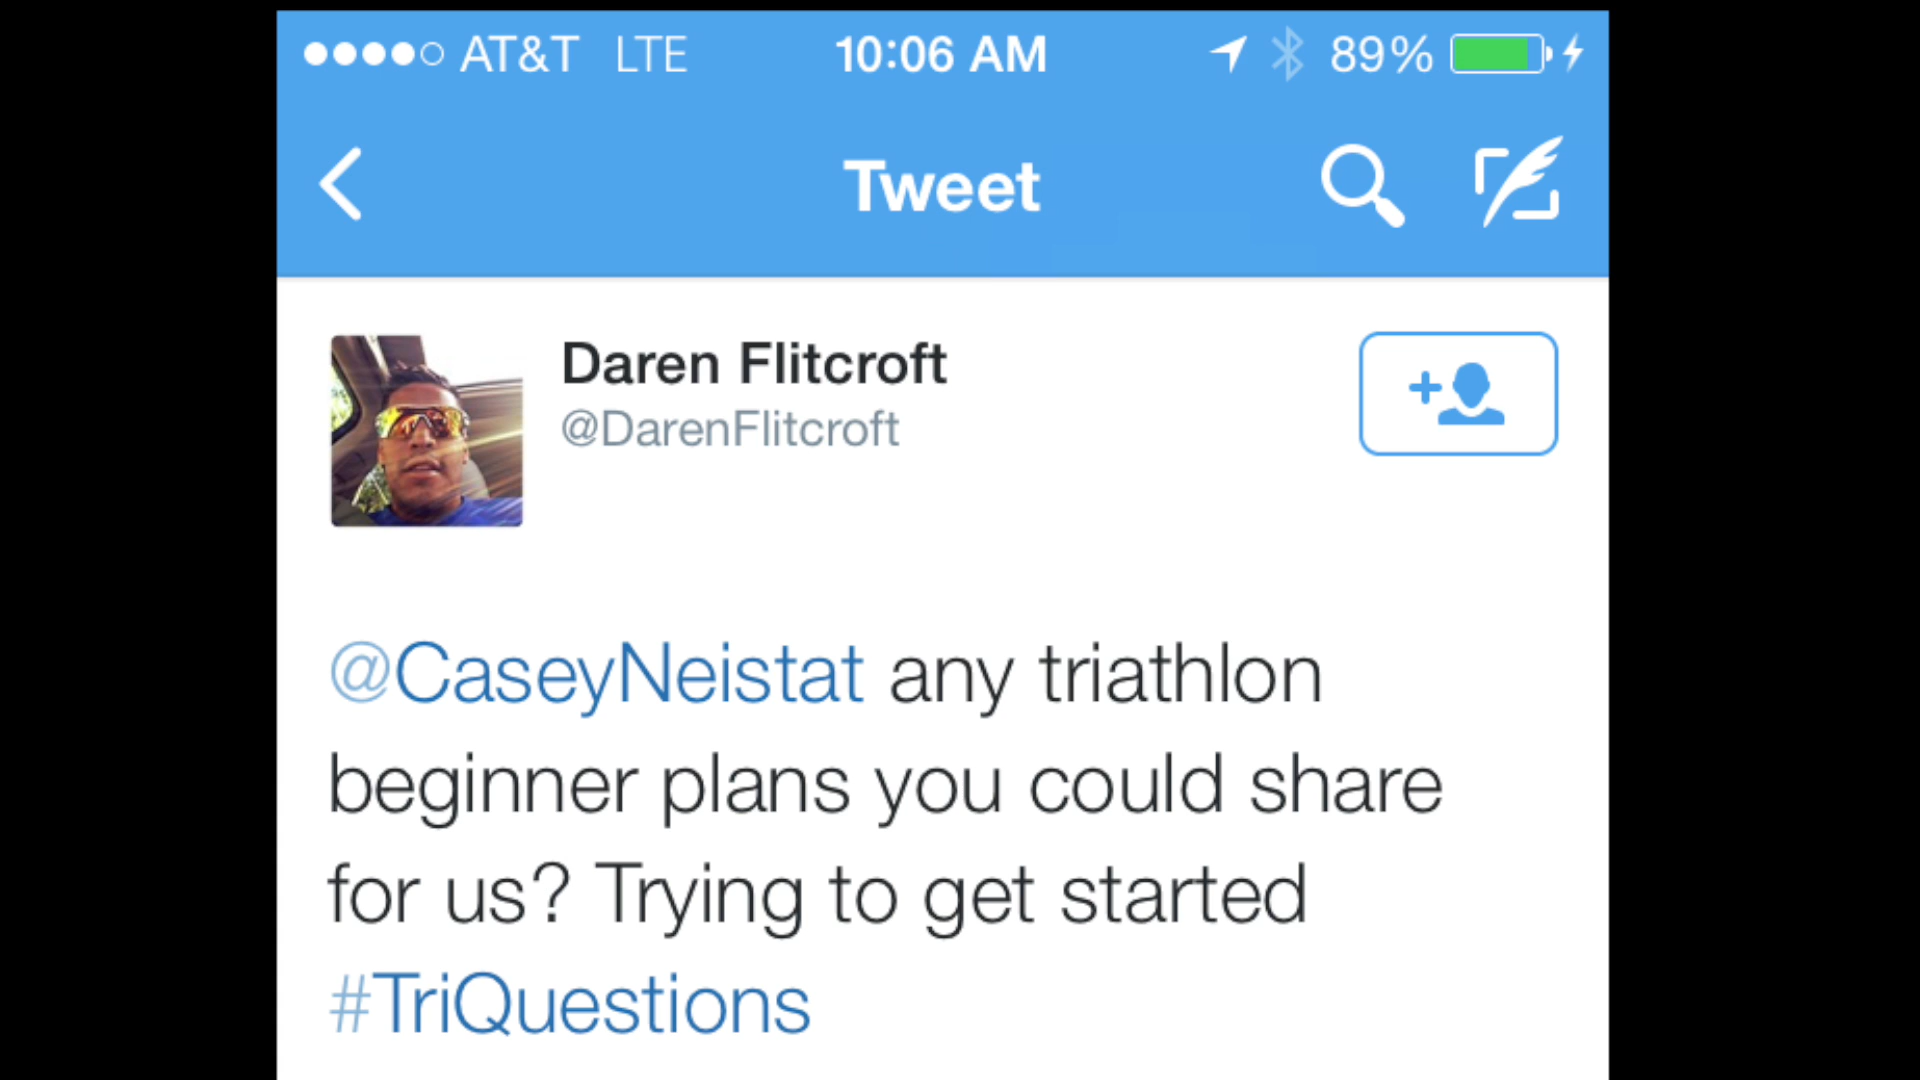 AT&T LTE 10:06 AM 89%
Tweet
Daren Flitcroft
@DarenFlitcroft
@CaseyNeistat any triathlon
beginner plans you could share
for us? Trying to get started
#TriQuestions